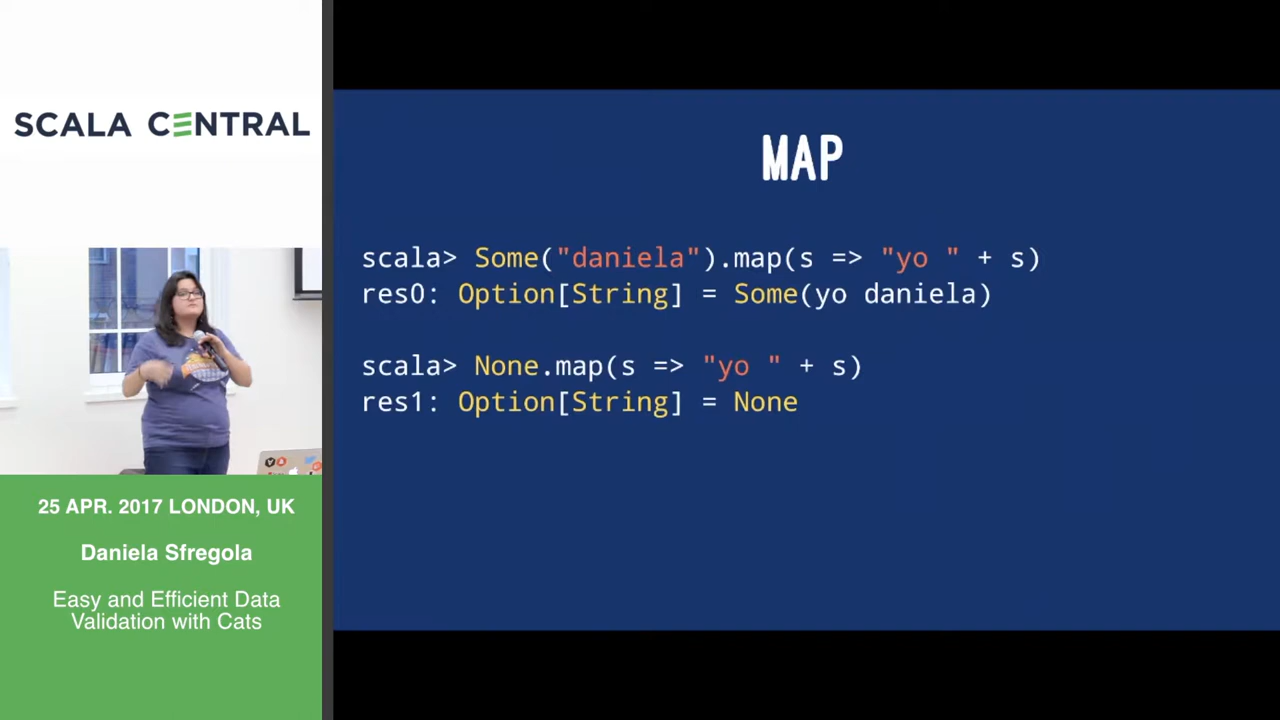 SCALA CENTRAL
25 APR. 2017 LONDON, UK
Daniela Sfregola
Easy and Efficient Data
Validation with Cats
MAP
scala> Some("daniela").map(s => "yo " + s)
res0: Option[String] = Some(yo daniela)
scala> None.map(s => "yo " + s)
res1: Option[String] = None